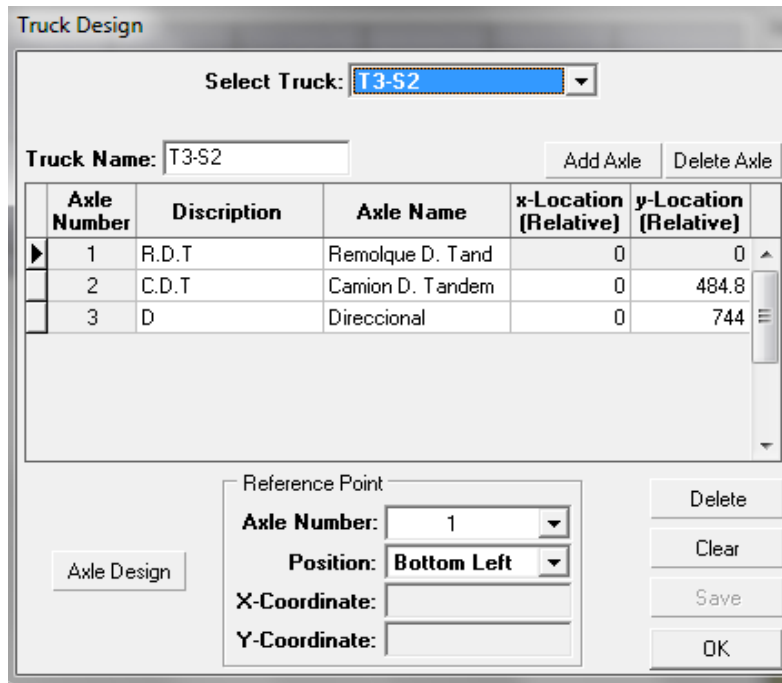 Truck Design
Select Truck: T3-S2
Truck Name: T3-S2
Add Axle Delete Axle
Axle Number Discription Axle Name x-Location (Relative) y-Location (Relative)
1 R.D.T Remolque D. Tand 0 0
2 C.D.T Camion D. Tandem 0 484.8
3 D Direccional 0 744
Reference Point
Axle Number: 1
Position: Bottom Left
X-Coordinate:
Y-Coordinate:
Axle Design
Delete
Clear
Save
OK